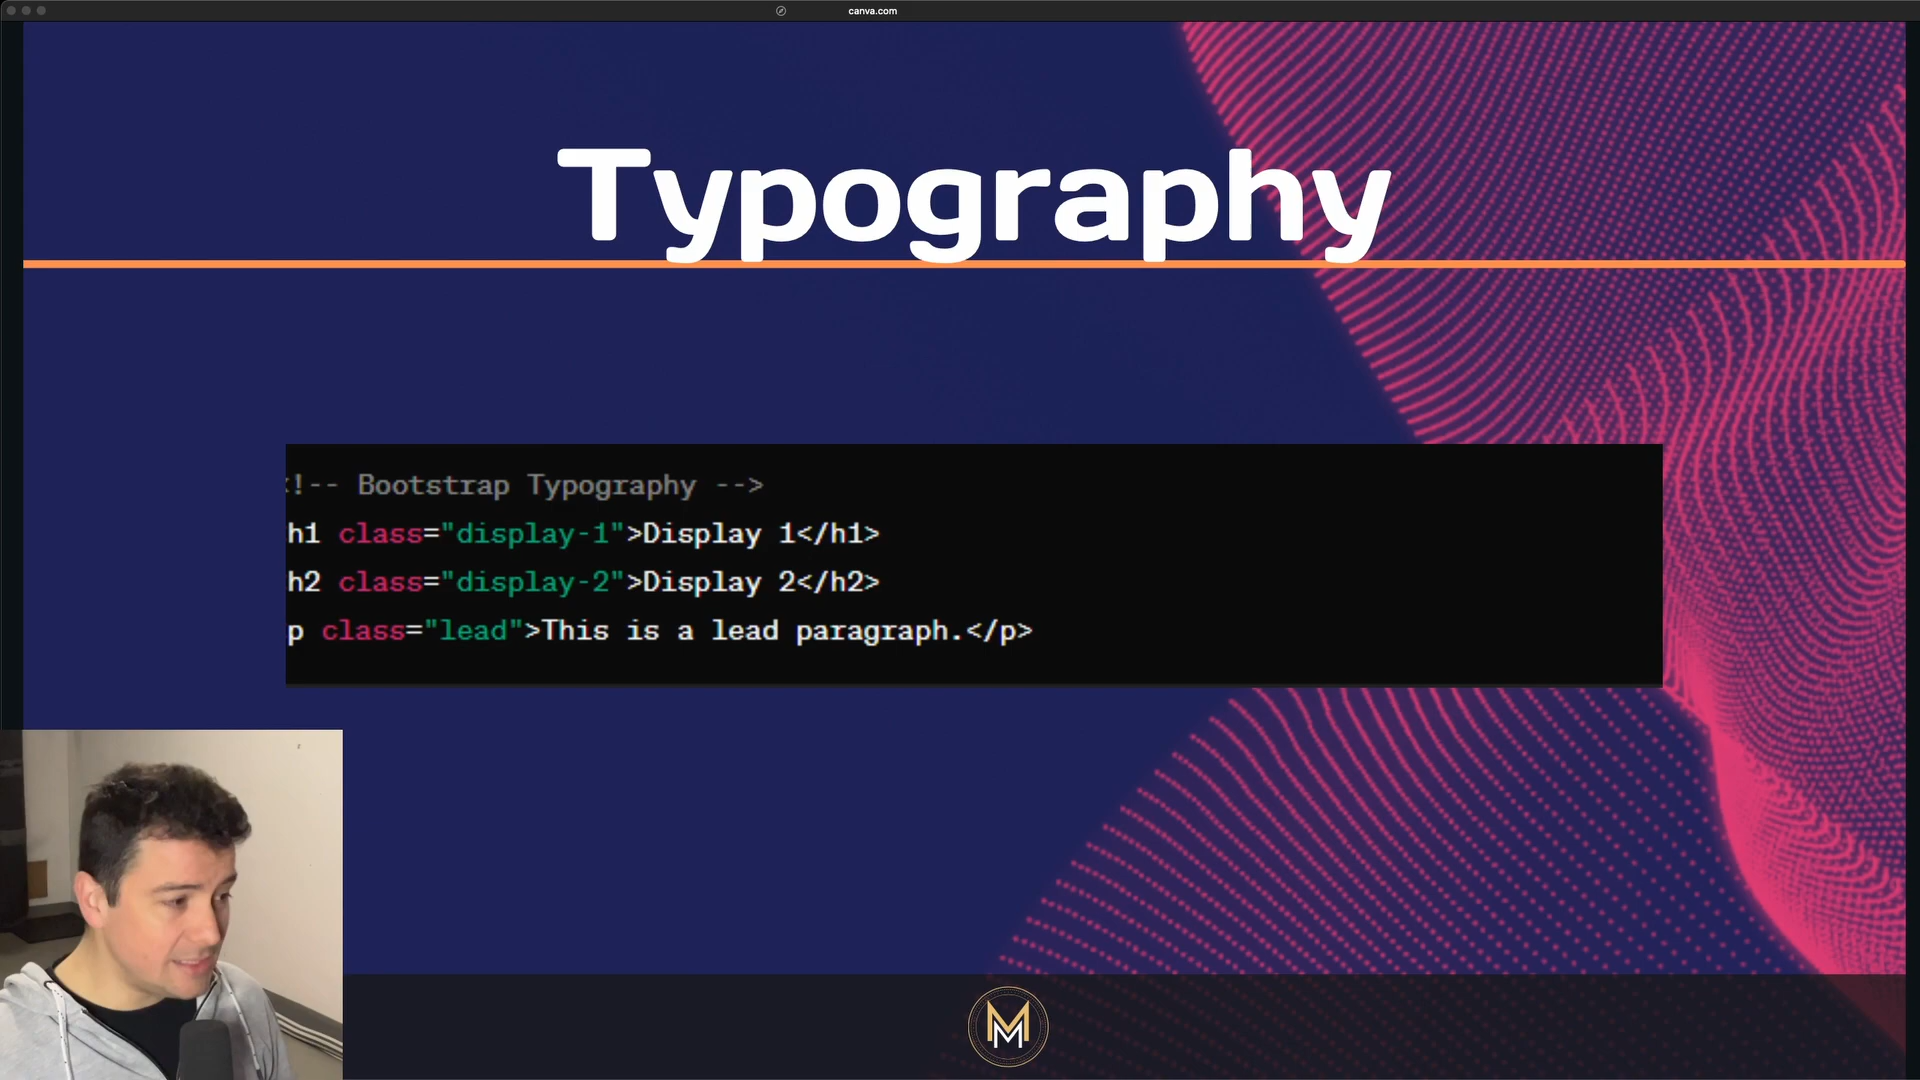 canva.com
Typography
<!-- Bootstrap Typography -->
h1 class="display-1">Display 1</h1>
h2 class="display-2">Display 2</h2>
p class="lead">This is a lead paragraph.</p>
M
M